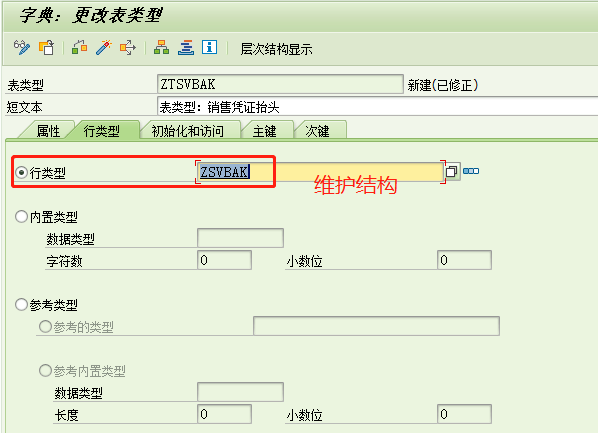 字典：更改表类型
层次结构显示
表类型 ZTSVBAK 新建(已修正)
短文本 表类型：销售凭证抬头
属性 行类型 初始化和访问 主键 次键
行类型 ZSVBAK 维护结构
内置类型
数据类型
字符数 0 小数位 0
参考类型
参考的类型
参考内置类型
数据类型
长度 0 小数位 0